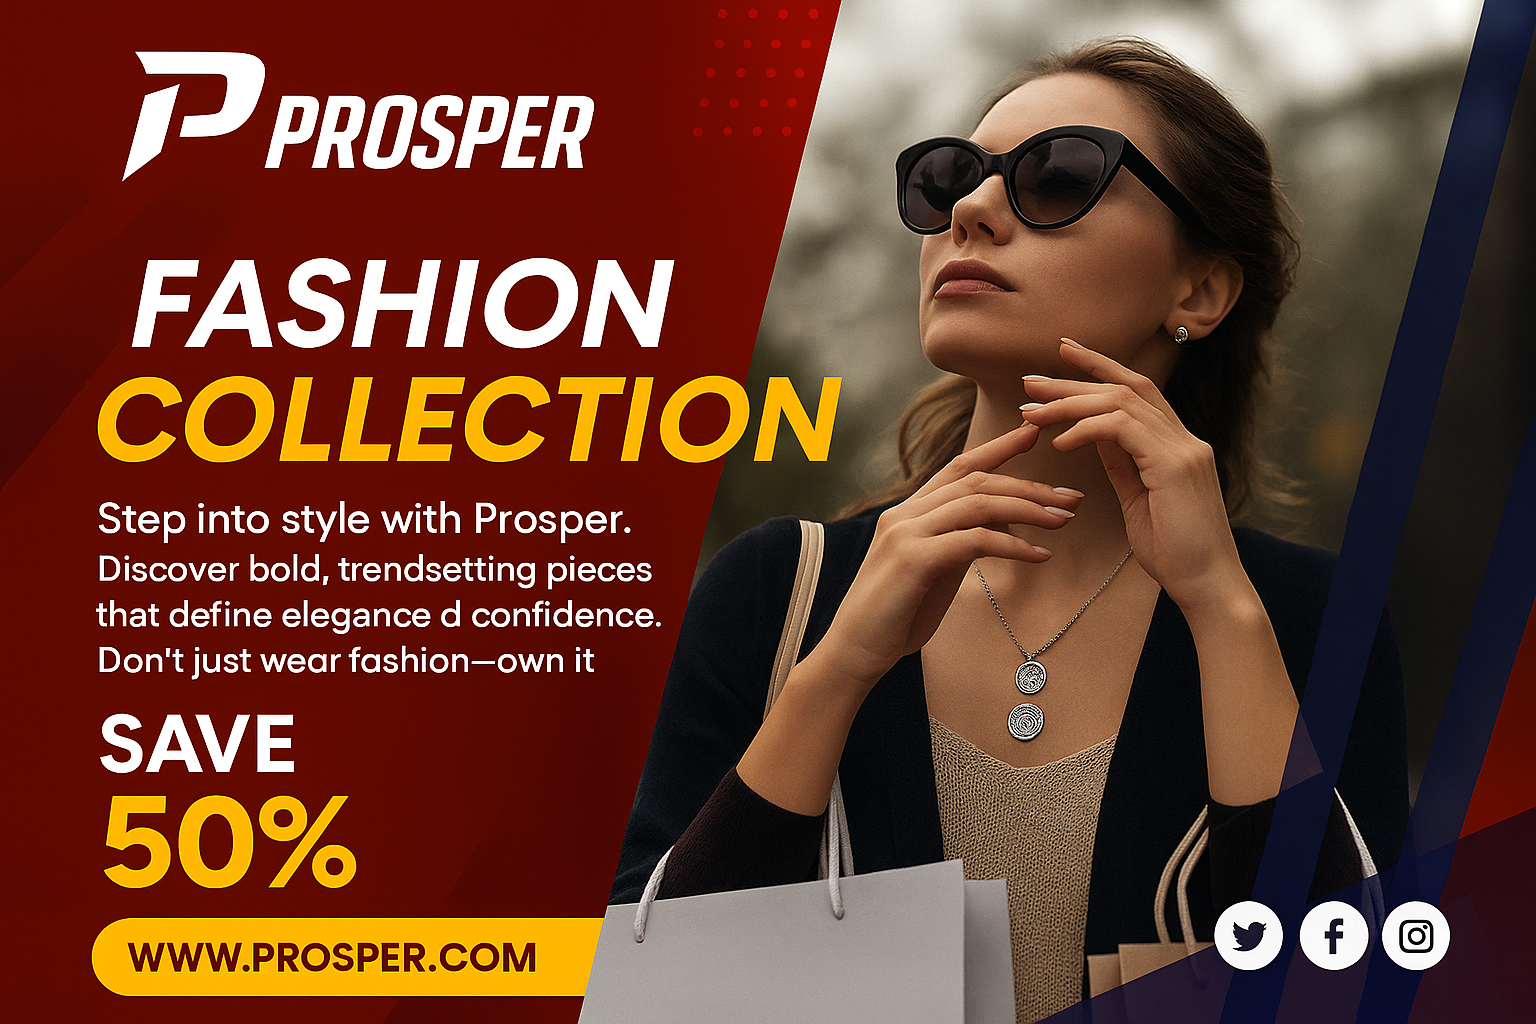 PROSPER
FASHION
COLLECTION
Step into style with Prosper.
Discover bold, trendsetting pieces
that define elegance d confidence.
Don't just wear fashion—own it
SAVE
50%
WWW.PROSPER.COM